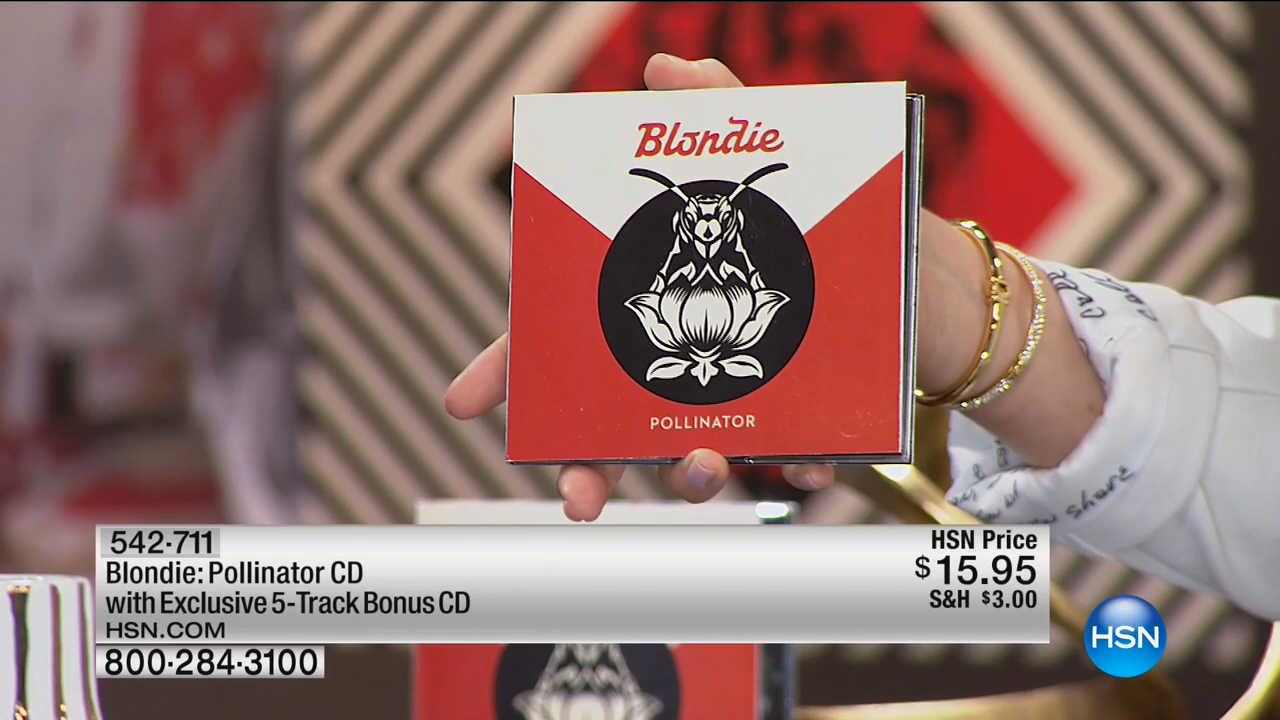 Blondie
POLLINATOR
share
542-711
Blondie: Pollinator CD
with Exclusive 5-Track Bonus CD
HSN.COM
800-284-3100
HSN Price
$15.95
S&H $3.00
HSN